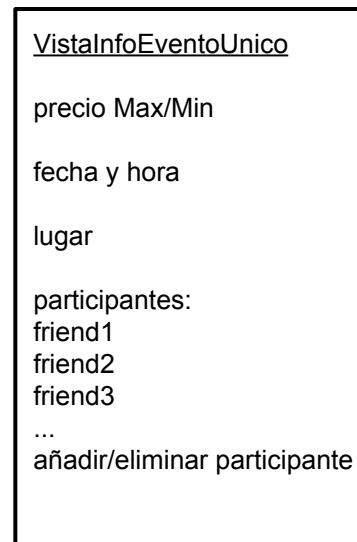 VistaInfoEventoUnico
precio Max/Min
fecha y hora
lugar
participantes:
friend1
friend2
friend3
...
añadir/eliminar participante